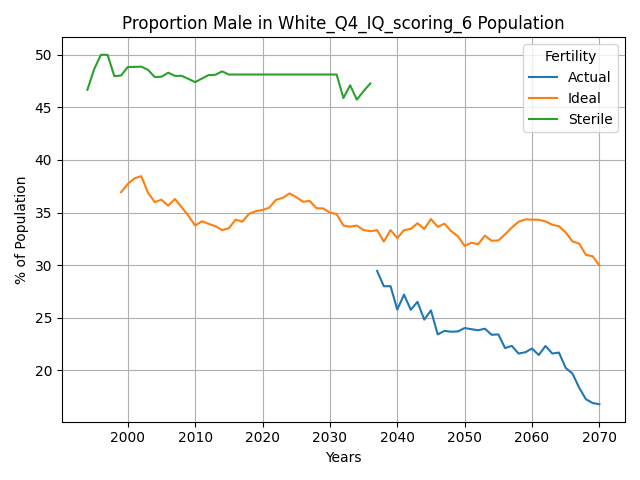 Proportion Male in White_Q4_IQ_scoring_6 Population
Fertility
Actual
Ideal
Sterile
% of Population
50
45
40
35
30
25
20
2000 2010 2020 2030 2040 2050 2060 2070
Years